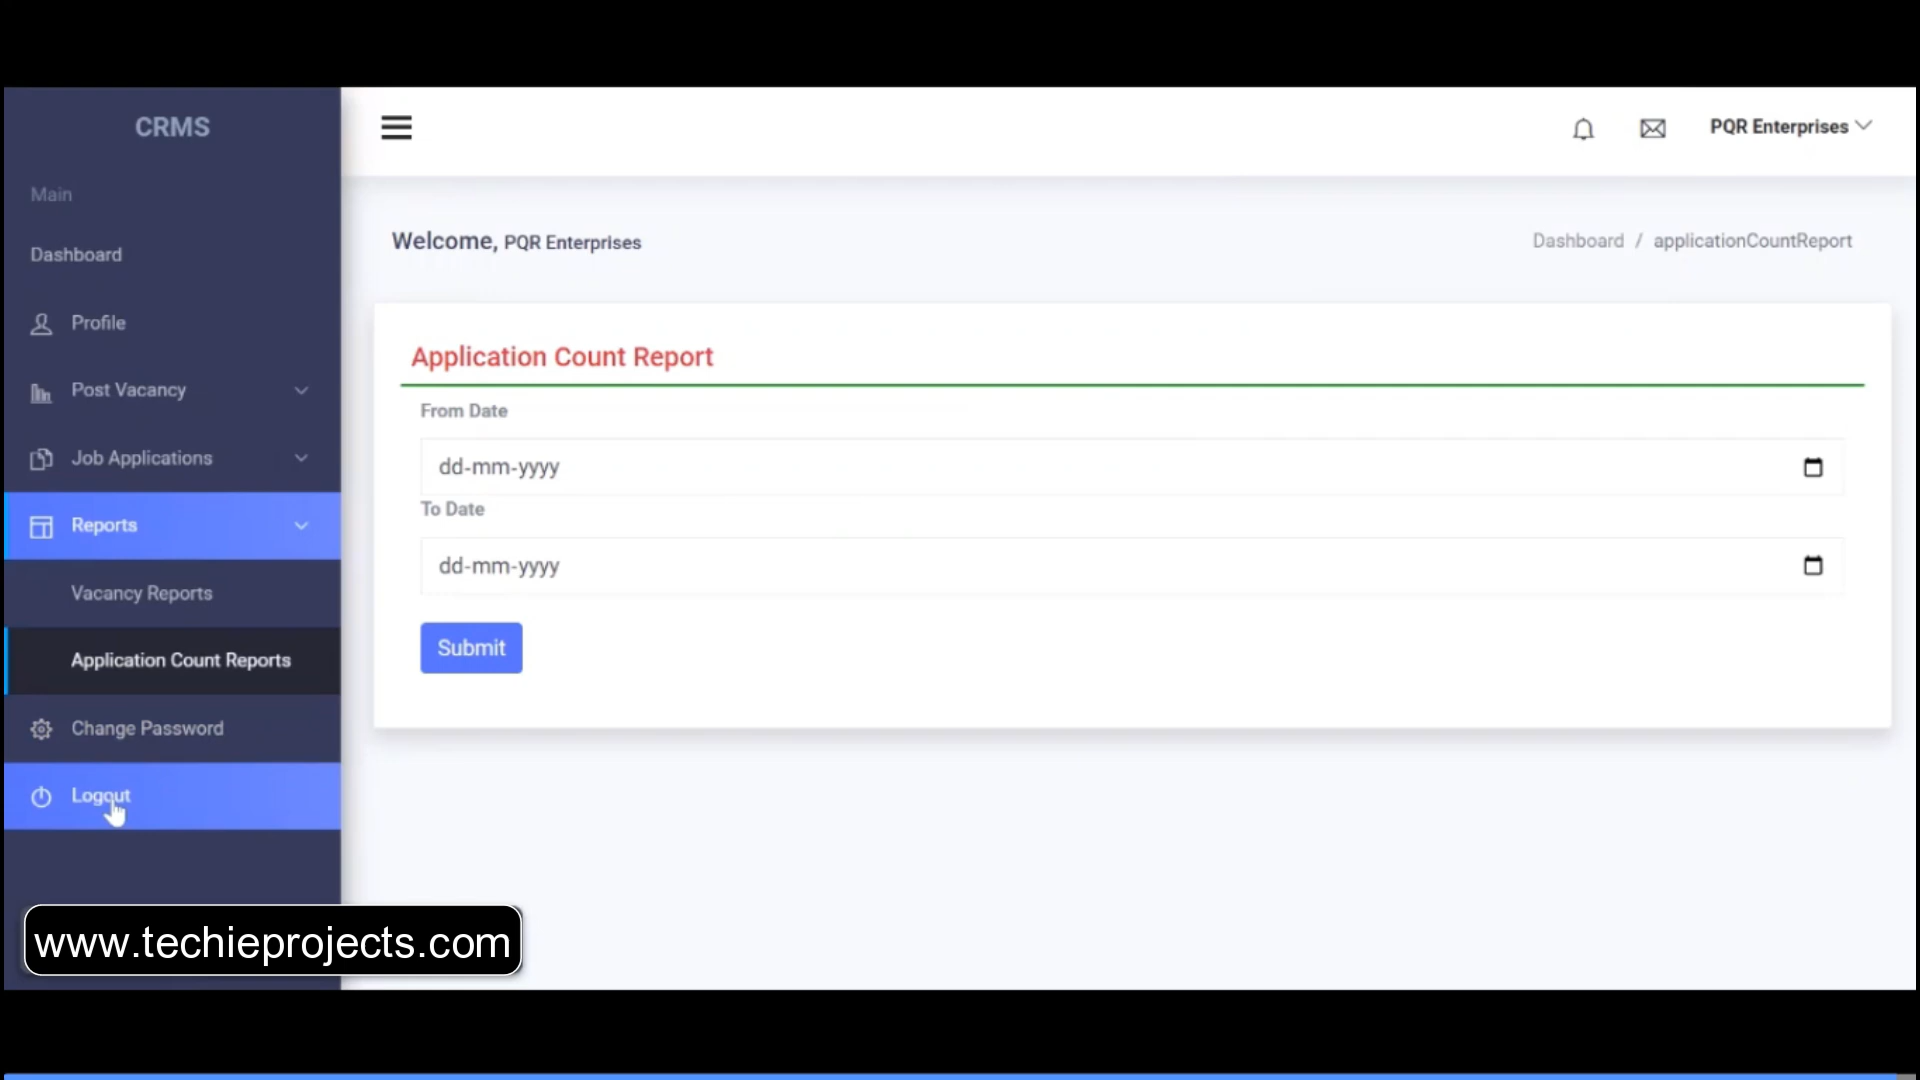 CRMS
PQR Enterprises
Main
Dashboard
Profile
Post Vacancy
Job Applications
Reports
Vacancy Reports
Application Count Reports
Change Password
Logout
Welcome, PQR Enterprises
Dashboard / applicationCountReport
Application Count Report
From Date
dd-mm-yyyy
To Date
dd-mm-yyyy
Submit
www.techieprojects.com